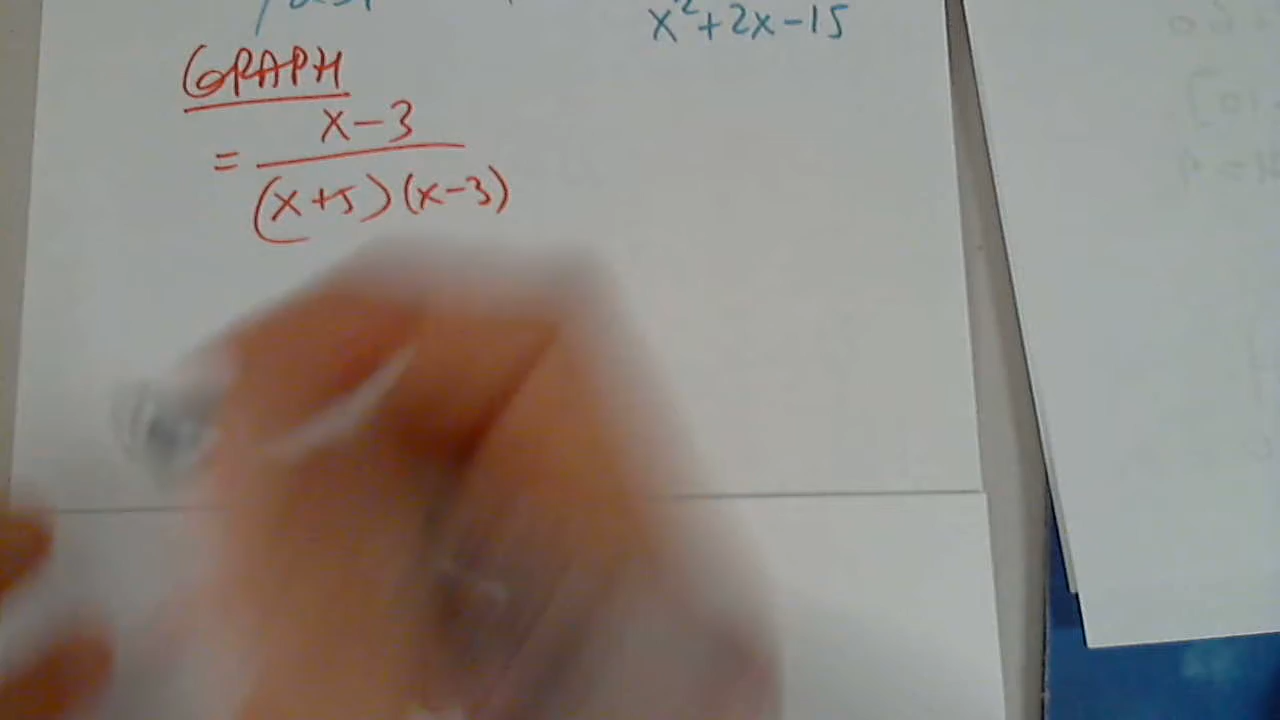 x²+2x-15
GRAPH
= x-3 / (x+5)(x-3)